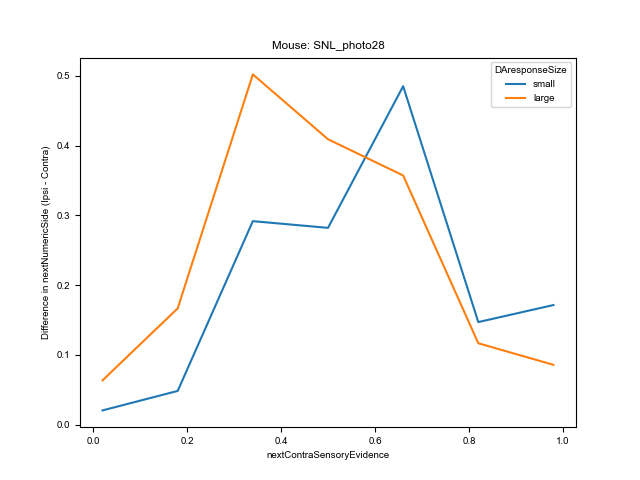 Mouse: SNL_photo28
DAresponseSize
small
large
Difference in nextNumericSide (Ipsi - Contra)
0.5
0.4
0.3
0.2
0.1
0.0
0.0 0.2 0.4 0.6 0.8 1.0
nextContraSensoryEvidence